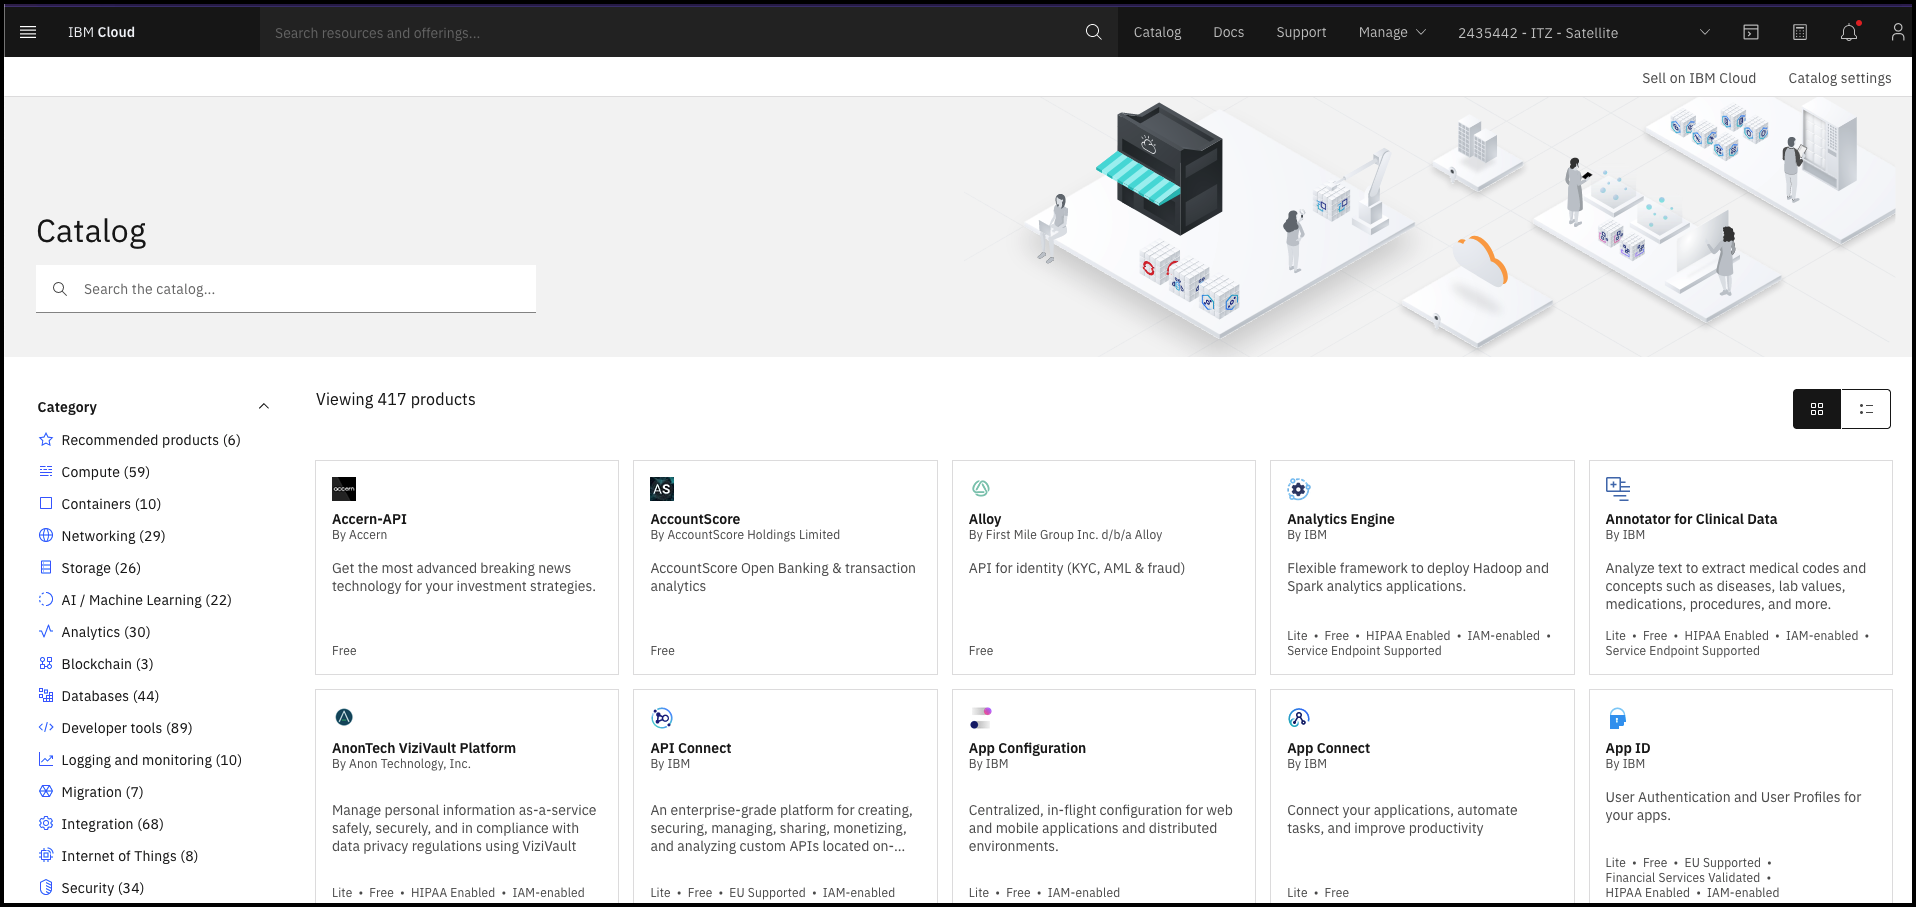 IBM Cloud
Search resources and offerings...
Catalog
Docs
Support
Manage
2435442 - ITZ - Satellite
Sell on IBM Cloud
Catalog settings
Catalog
Search the catalog...
Category
Recommended products (6)
Compute (59)
Containers (10)
Networking (29)
Storage (26)
AI / Machine Learning (22)
Analytics (30)
Blockchain (3)
Databases (44)
Developer tools (89)
Logging and monitoring (10)
Migration (7)
Integration (68)
Internet of Things (8)
Security (34)
Viewing 417 products
accern
Accern-API
By Accern
Get the most advanced breaking news
technology for your investment strategies.
Free
AS
AccountScore
By AccountScore Holdings Limited
AccountScore Open Banking & transaction
analytics
Free
Alloy
By First Mile Group Inc. d/b/a Alloy
API for identity (KYC, AML & fraud)
Free
Analytics Engine
By IBM
Flexible framework to deploy Hadoop and
Spark analytics applications.
Lite • Free • HIPAA Enabled • IAM-enabled •
Service Endpoint Supported
Annotator for Clinical Data
By IBM
Analyze text to extract medical codes and
concepts such as diseases, lab values,
medications, procedures, and more.
Lite • Free • HIPAA Enabled • IAM-enabled •
Service Endpoint Supported
AnonTech ViziVault Platform
By Anon Technology, Inc.
Manage personal information as-a-service
safely, securely, and in compliance with
data privacy regulations using ViziVault
Lite • Free • HIPAA Enabled • IAM-enabled
API Connect
By IBM
An enterprise-grade platform for creating,
securing, managing, sharing, monetizing,
and analyzing custom APIs located on-...
Lite • Free • EU Supported • IAM-enabled
App Configuration
By IBM
Centralized, in-flight configuration for web
and mobile applications and distributed
environments.
Lite • Free • IAM-enabled
App Connect
By IBM
Connect your applications, automate
tasks, and improve productivity
Lite • Free
App ID
By IBM
User Authentication and User Profiles for
your apps.
Lite • Free • EU Supported •
Financial Services Validated •
HIPAA Enabled • IAM-enabled